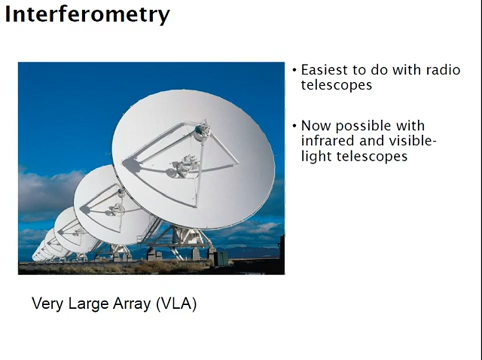 Interferometry
• Easiest to do with radio
telescopes
• Now possible with
infrared and visible-
light telescopes
Very Large Array (VLA)